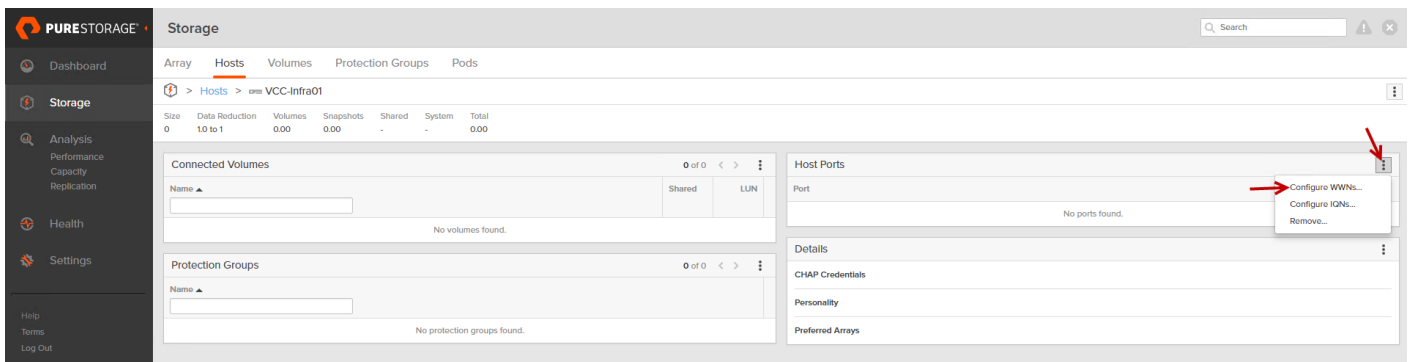 PURESTORAGE®
Dashboard
Storage
Analysis
Performance
Capacity
Replication
Health
Settings
Help
Terms
Log Out
Storage
Search
Array Hosts Volumes Protection Groups Pods
> Hosts > VCC-Infra01
Size Data Reduction Volumes Snapshots Shared System Total
0 1.0 to 1 0.00 0.00 - - 0.00
Connected Volumes 0 of 0 < >
Name Shared LUN
No volumes found.
Protection Groups 0 of 0 < >
Name
No protection groups found.
Host Ports
Port
No ports found.
Configure WWNs...
Configure IQNs...
Remove...
Details
CHAP Credentials
Personality
Preferred Arrays